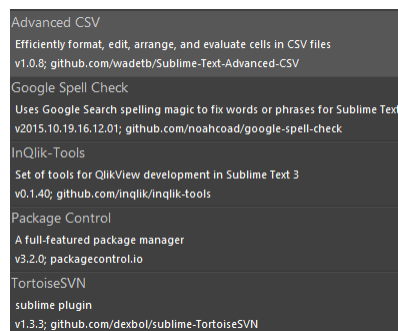 Advanced CSV
Efficiently format, edit, arrange, and evaluate cells in CSV files
v1.0.8; github.com/wadetb/Sublime-Text-Advanced-CSV
Google Spell Check
Uses Google Search spelling magic to fix words or phrases for Sublime Text
v2015.10.19.16.12.01; github.com/noahcoad/google-spell-check
InQlik-Tools
Set of tools for QlikView development in Sublime Text 3
v0.1.40; github.com/inqlik/inqlik-tools
Package Control
A full-featured package manager
v3.2.0; packagecontrol.io
TortoiseSVN
sublime plugin
v1.3.3; github.com/dexbol/sublime-TortoiseSVN